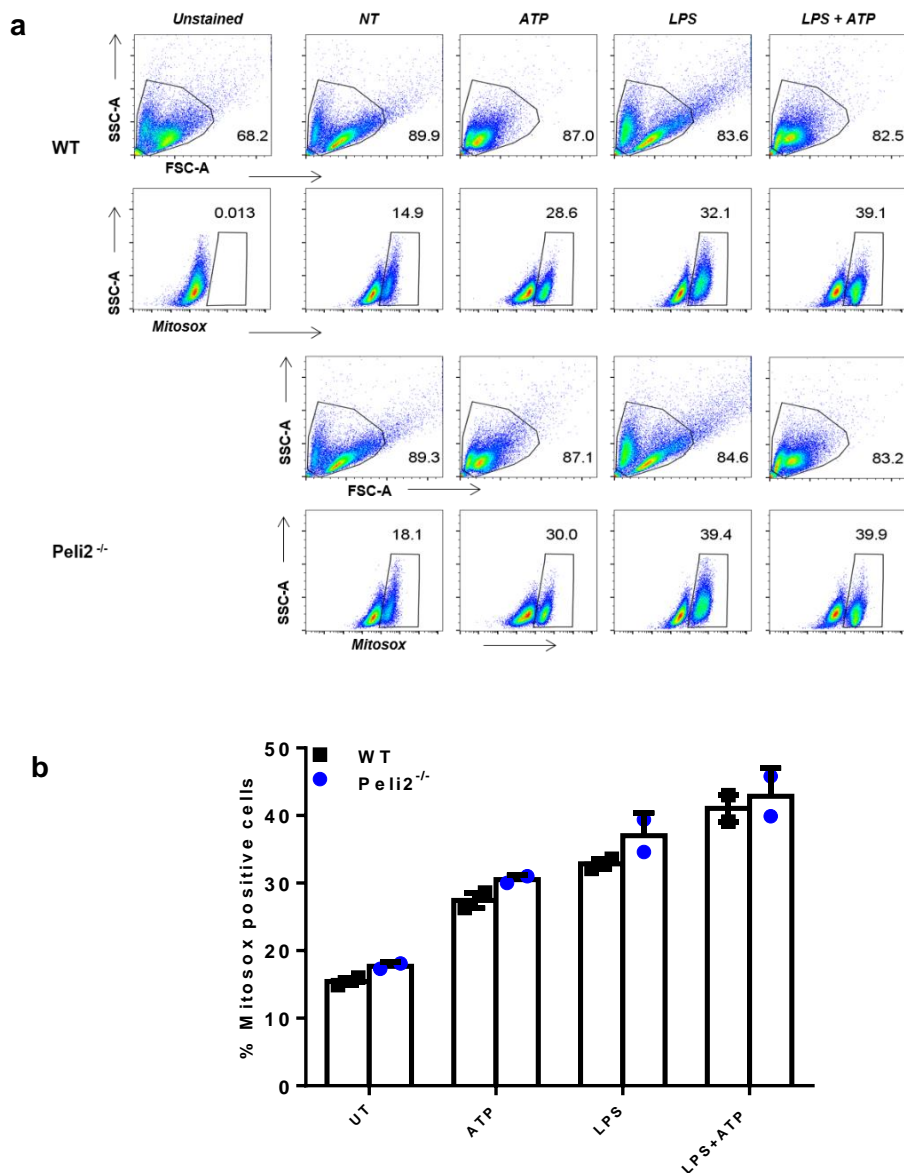 a
Unstained NT ATP LPS LPS + ATP
SSC-A
68.2 89.9 87.0 83.6 82.5
WT
FSC-A
0.013 14.9 28.6 32.1 39.1
SSC-A
Mitosox
SSC-A
89.3 87.1 84.6 83.2
FSC-A
18.1 30.0 39.4 39.9
Peli2 -/-
SSC-A
Mitosox
b
WT
Peli2-/-
% Mitosox positive cells
50
40
30
20
10
0
UT ATP LPS LPS+ATP